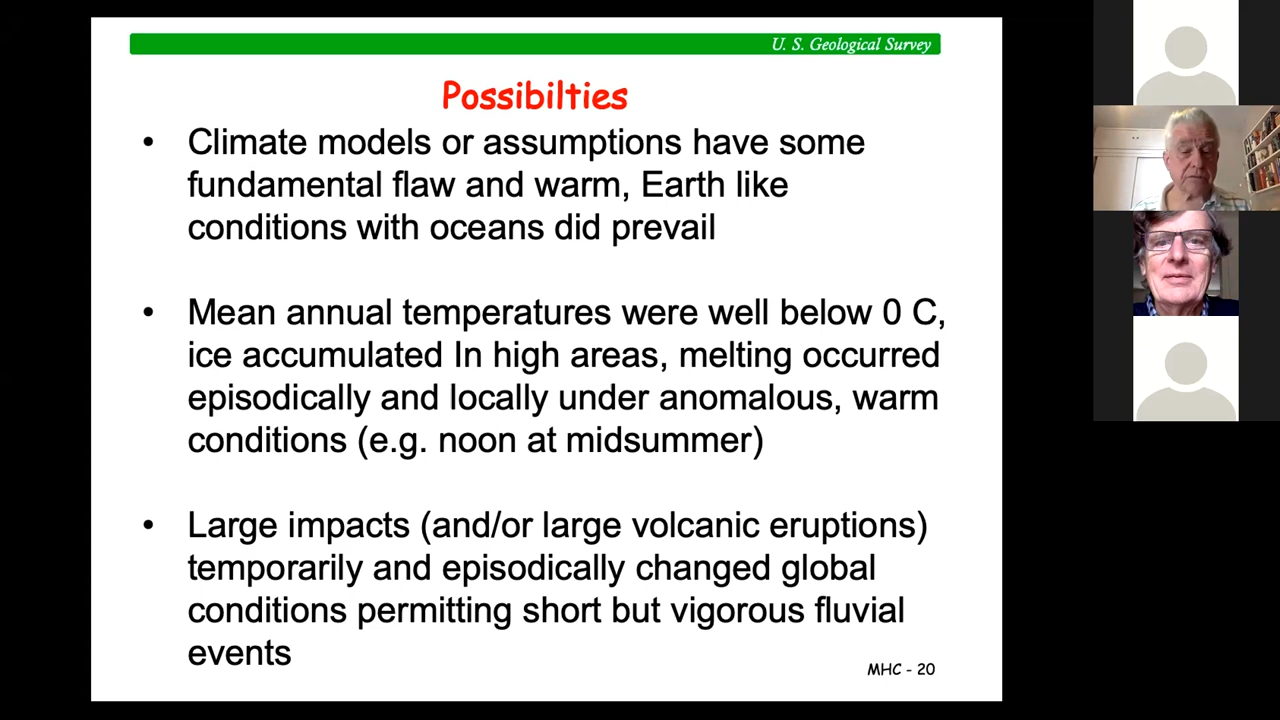 U. S. Geological Survey
Possibilties
• Climate models or assumptions have some
fundamental flaw and warm, Earth like
conditions with oceans did prevail
• Mean annual temperatures were well below 0 C,
ice accumulated In high areas, melting occurred
episodically and locally under anomalous, warm
conditions (e.g. noon at midsummer)
• Large impacts (and/or large volcanic eruptions)
temporarily and episodically changed global
conditions permitting short but vigorous fluvial
events
MHC - 20